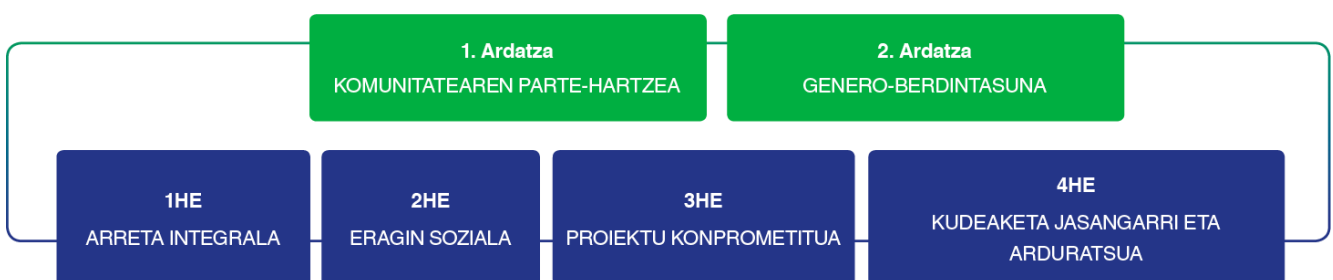 1. Ardatza
KOMUNITATEAREN PARTE-HARTZEA
2. Ardatza
GENERO-BERDINTASUNA
1HE
ARRETA INTEGRALA
2HE
ERAGIN SOZIALA
3HE
PROIEKTU KONPROMETITUA
4HE
KUDEAKETA JASANGARRI ETA
ARDURATSUA